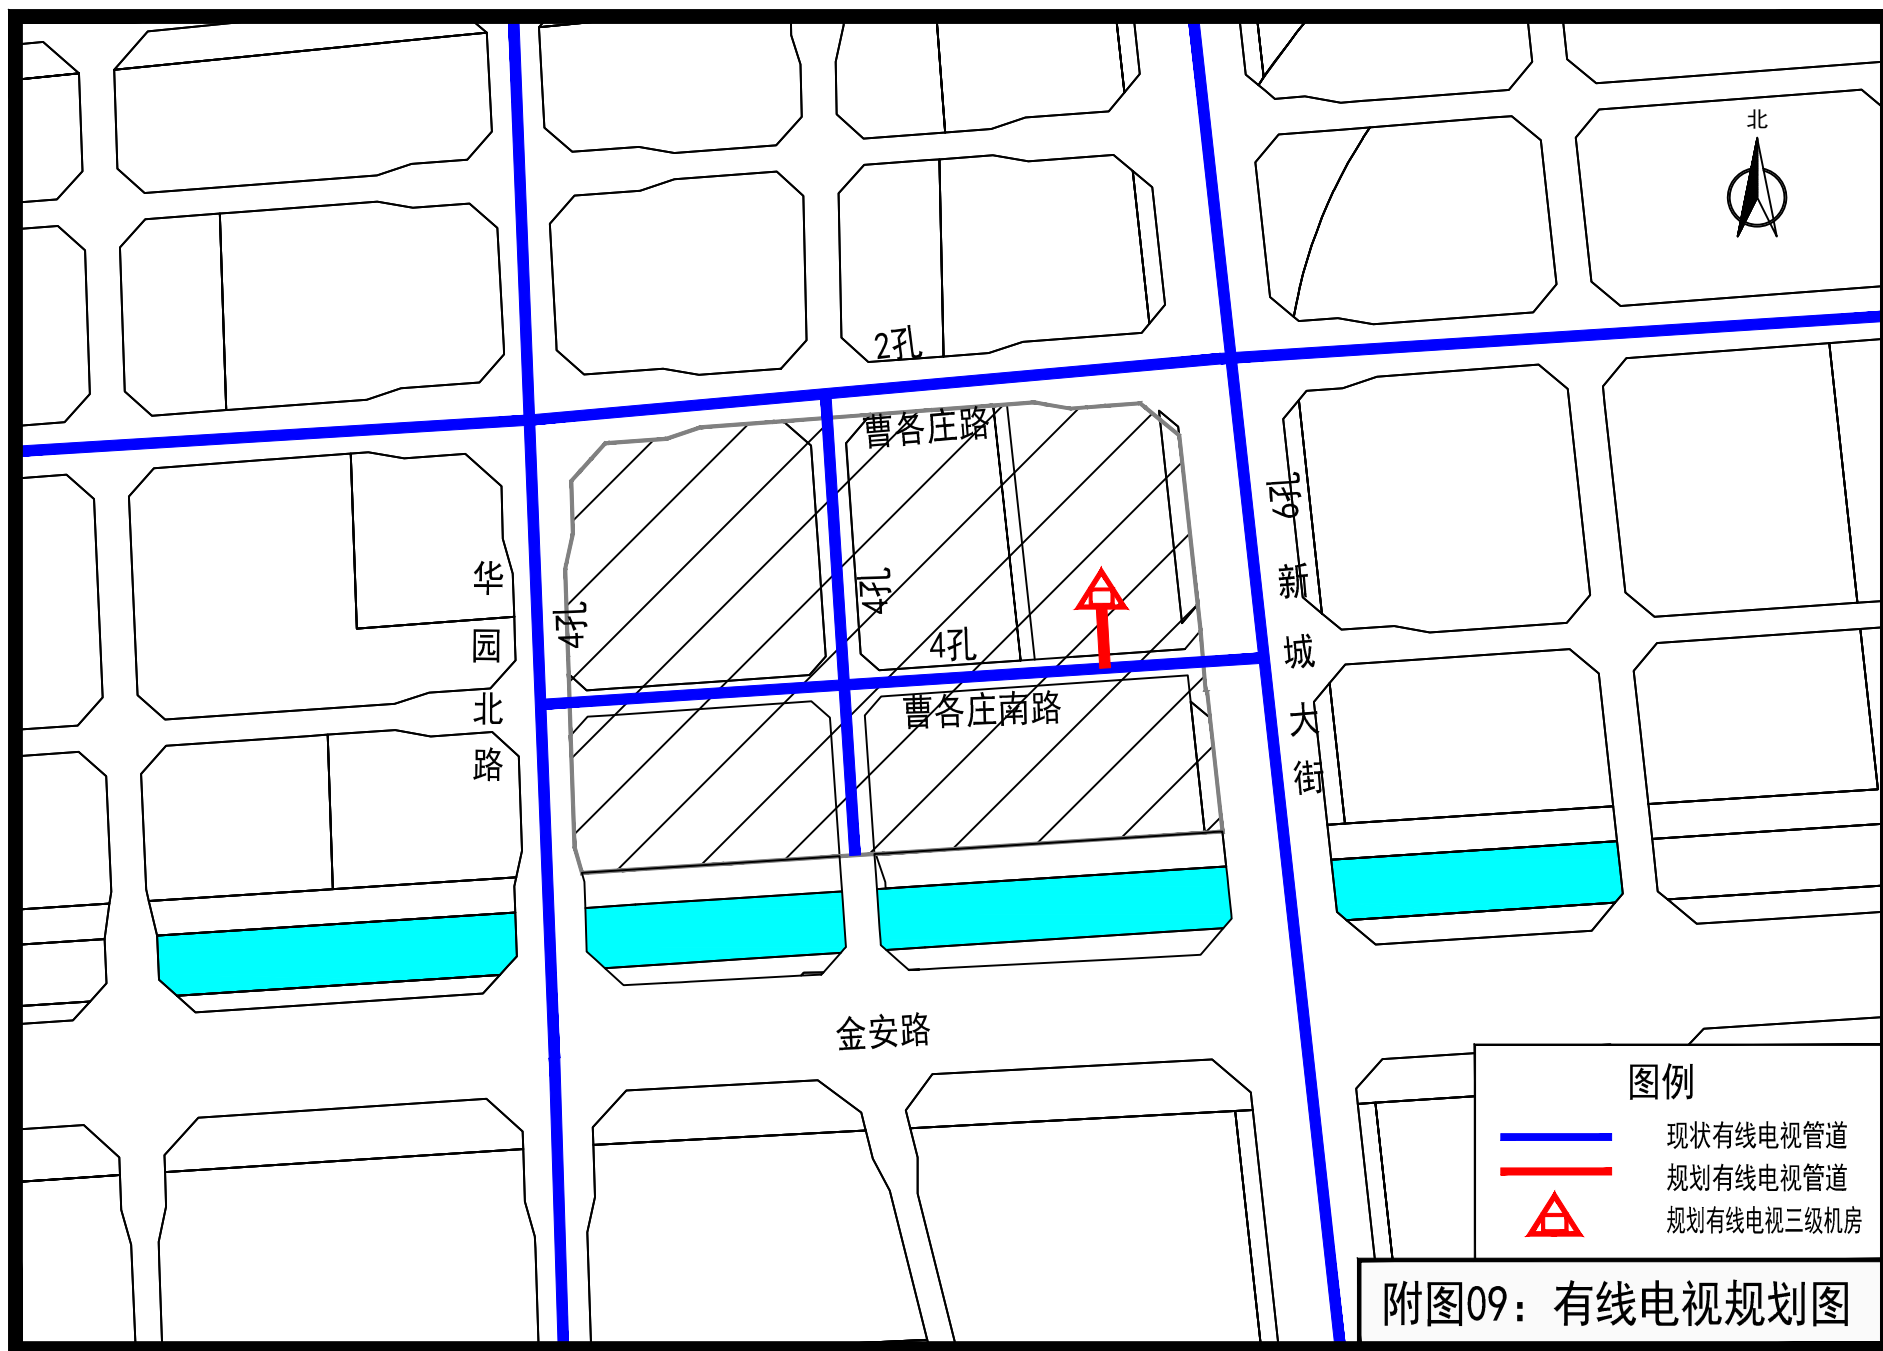 北
2孔
曹各庄路
6孔
4孔
4孔
4孔
华园北路
新城大街
曹各庄南路
金安路
图例
现状有线电视管道
规划有线电视管道
规划有线电视三级机房
附图09：有线电视规划图